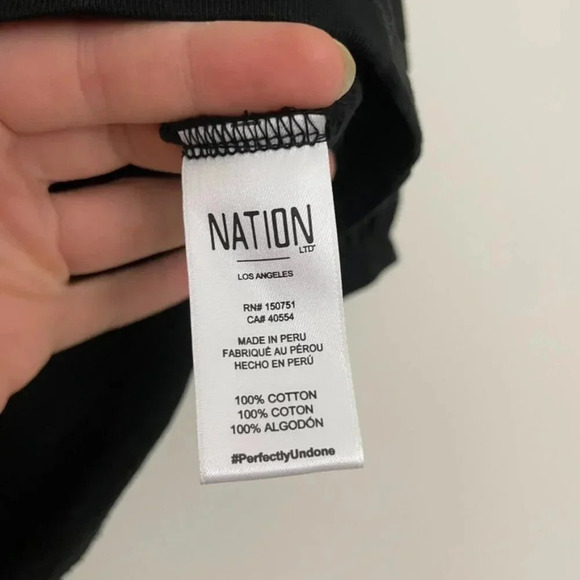 NATION
LTD
LOS ANGELES
RN# 150751
CA# 40554
MADE IN PERU
FABRIQUÉ AU PÉROU
HECHO EN PERÚ
100% COTTON
100% COTON
100% ALGODÓN
#PerfectlyUndone